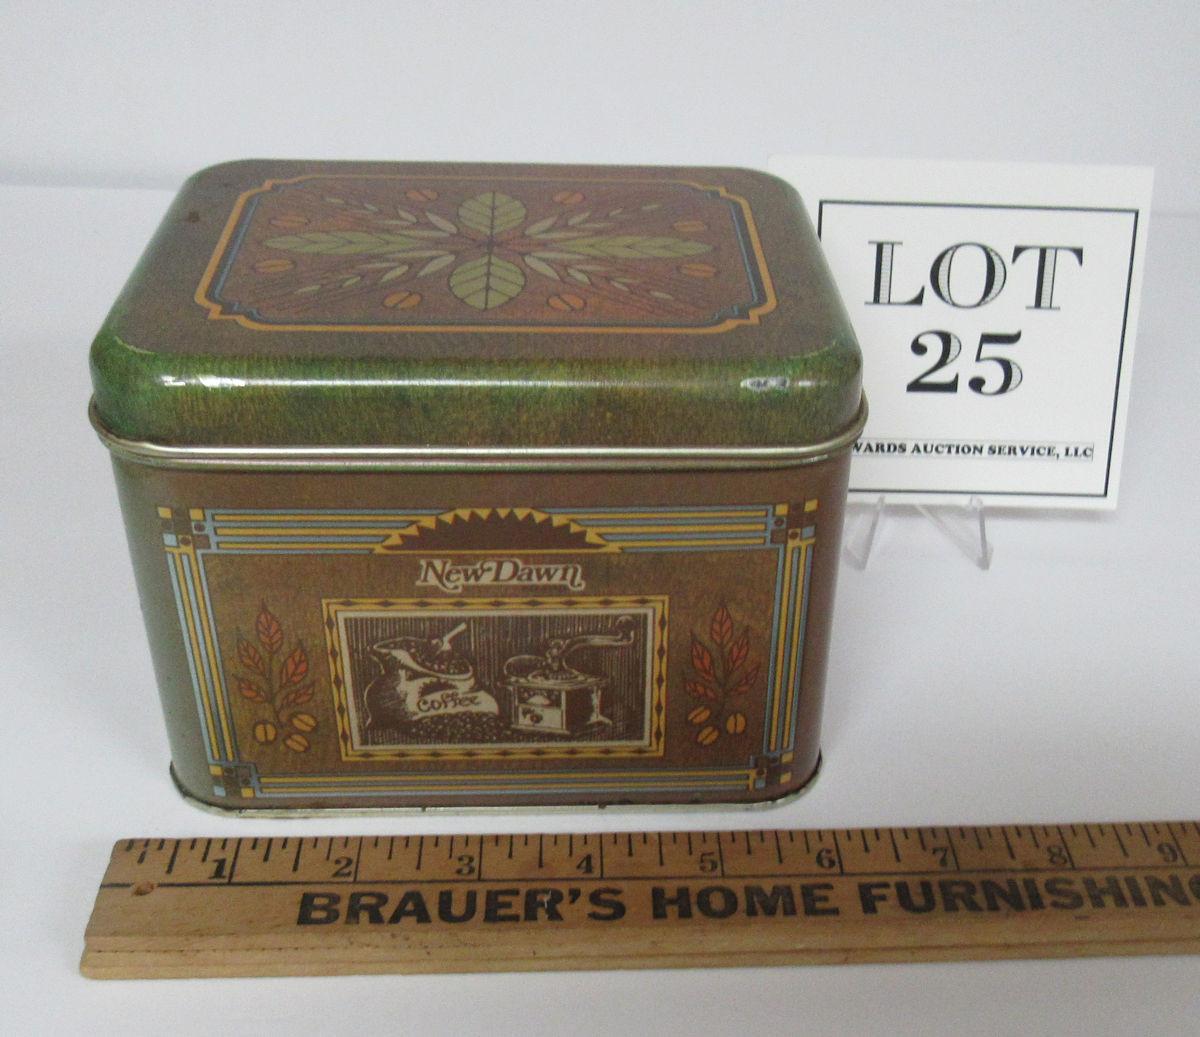 LOT
25
WARDS AUCTION SERVICE, LLC
New Dawn
Coffee
1 2 3 4 5 6 7 8 9
BRAUER'S HOME FURNISHING